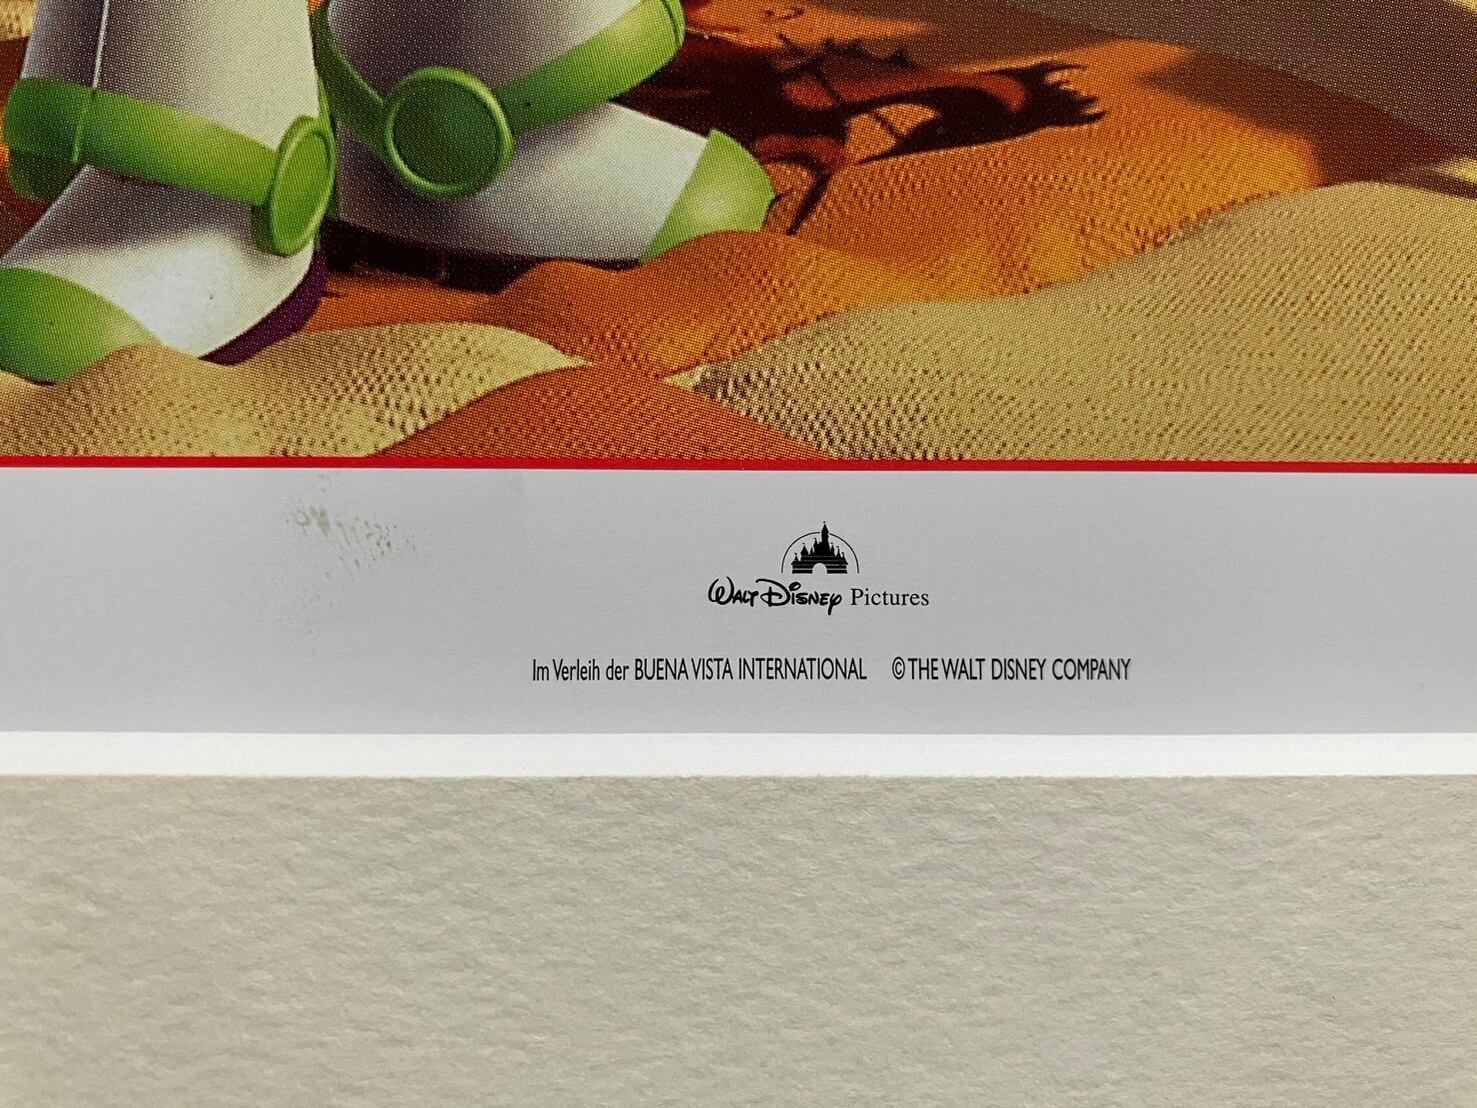 WALT DISNEY Pictures
Im Verleih der BUENA VISTA INTERNATIONAL © THE WALT DISNEY COMPANY